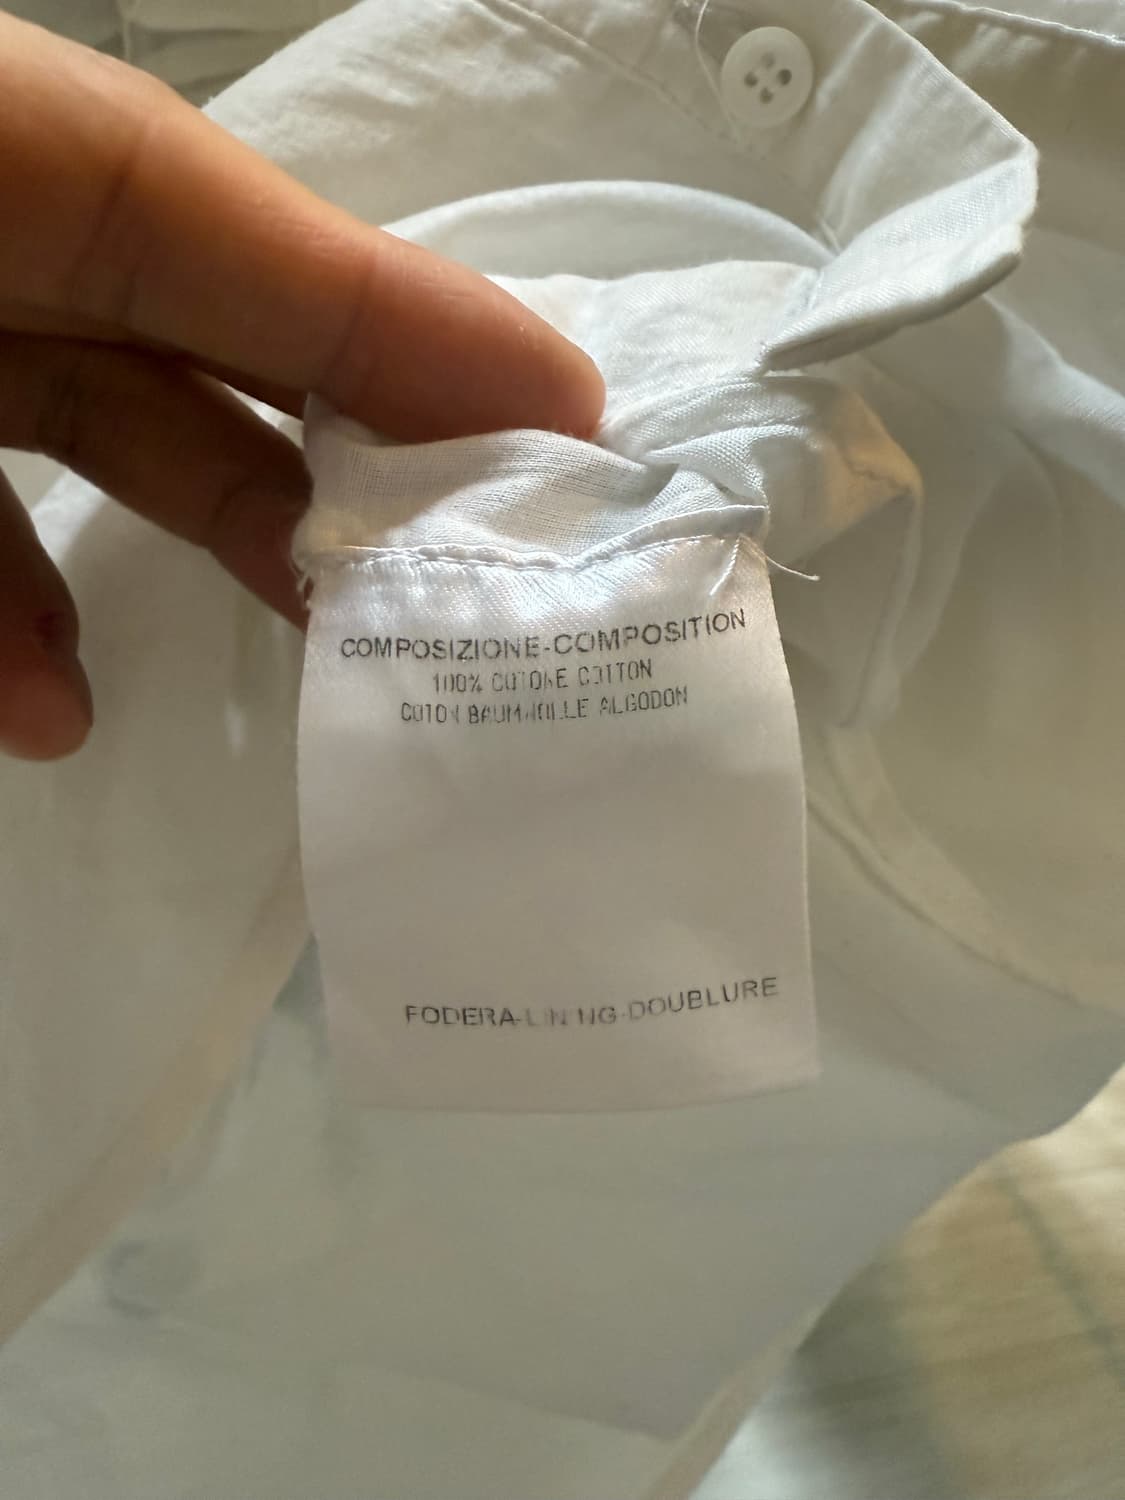 COMPOSIZIONE-COMPOSITION
100% COTONE COTTON
COTON BAUMWOLLE ALGODON
FODERA-LINING-DOUBLURE